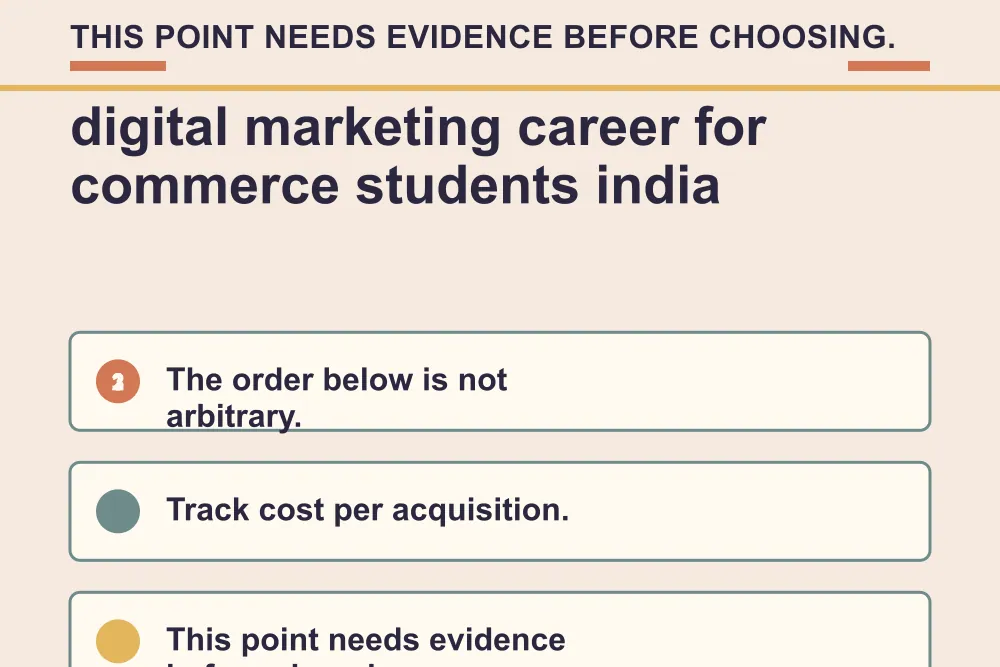 THIS POINT NEEDS EVIDENCE BEFORE CHOOSING.
digital marketing career for
commerce students india
The order below is not
arbitrary.
Track cost per acquisition.
This point needs evidence